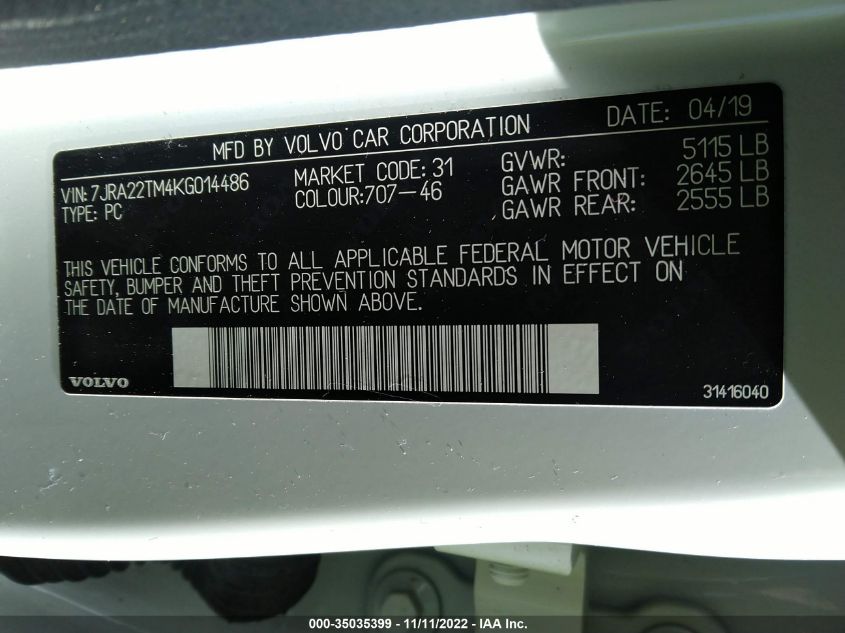 MFD BY VOLVO CAR CORPORATION DATE: 04/19
VIN:7JRA22TM4KG014486 MARKET CODE: 31 GVWR: 5115 LB
TYPE: PC COLOUR:707-46 GAWR FRONT: 2645 LB
GAWR REAR: 2555 LB
THIS VEHICLE CONFORMS TO ALL APPLICABLE FEDERAL MOTOR VEHICLE
SAFETY, BUMPER AND THEFT PREVENTION STANDARDS IN EFFECT ON
THE DATE OF MANUFACTURE SHOWN ABOVE.
VOLVO 31416040
000-35035399 - 11/11/2022 - IAA Inc.